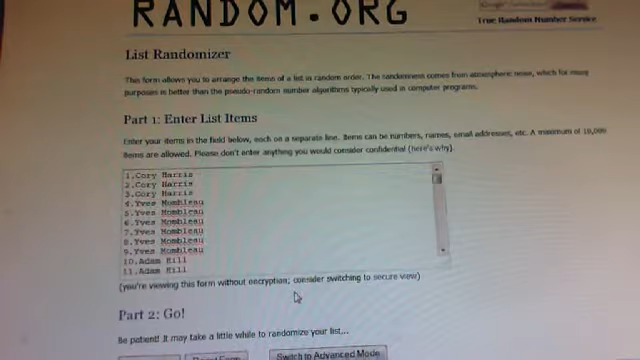 RANDOM.ORG
True Random Number Service
List Randomizer
This form allows you to arrange the items of a list in random order. The randomness comes from atmospheric noise, which for many
purposes is better than the pseudo-random number algorithms typically used in computer programs.
Part 1: Enter List Items
Enter your items in the field below, each on a separate line. Items can be numbers, names, email addresses, etc. A maximum of 10,000
items are allowed. Please don't enter anything you would consider confidential (here's why).
1.Cory Harris
2.Cory Harris
3.Cory Harris
4.Yves Mombleau
5.Yves Mombleau
6.Yves Mombleau
7.Yves Mombleau
8.Yves Mombleau
9.Yves Mombleau
10.Adam Hill
11.Adam Hill
(you're viewing this form without encryption; consider switching to secure view)
Part 2: Go!
Be patient! It may take a little while to randomize your list...
Reset Form
Switch to Advanced Mode